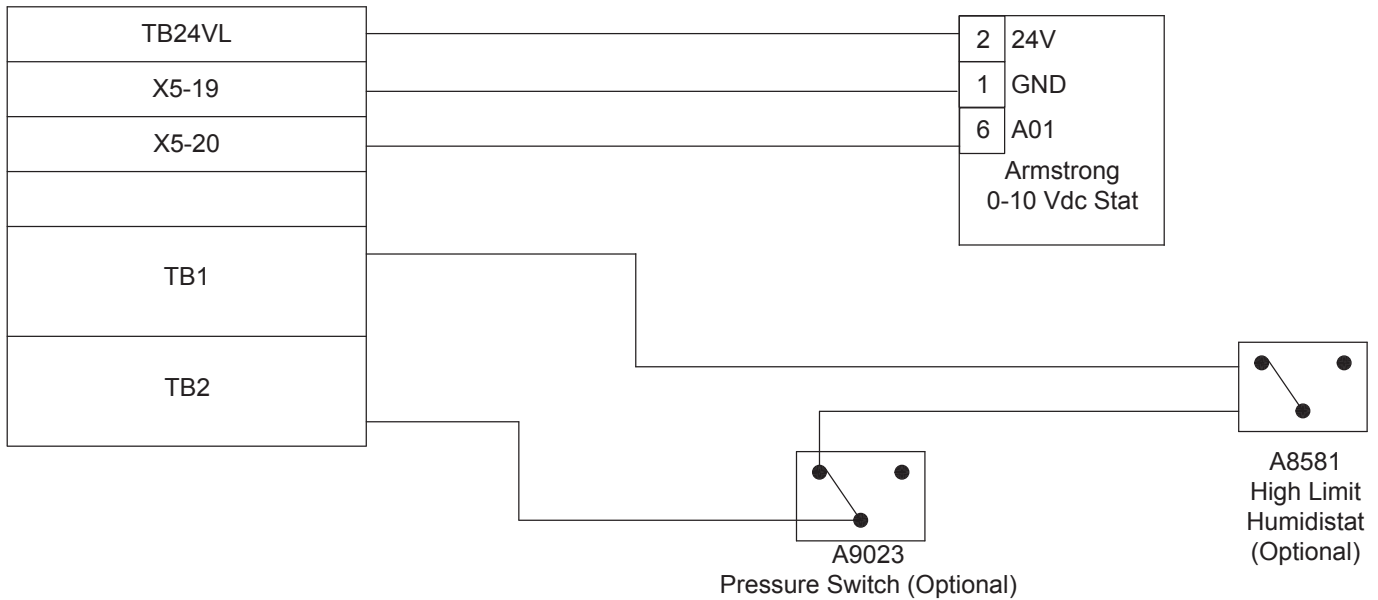 TB24VL
X5-19
X5-20
TB1
TB2
2 24V
1 GND
6 A01
Armstrong
0-10 Vdc Stat
A8581
High Limit
Humidistat
(Optional)
A9023
Pressure Switch (Optional)